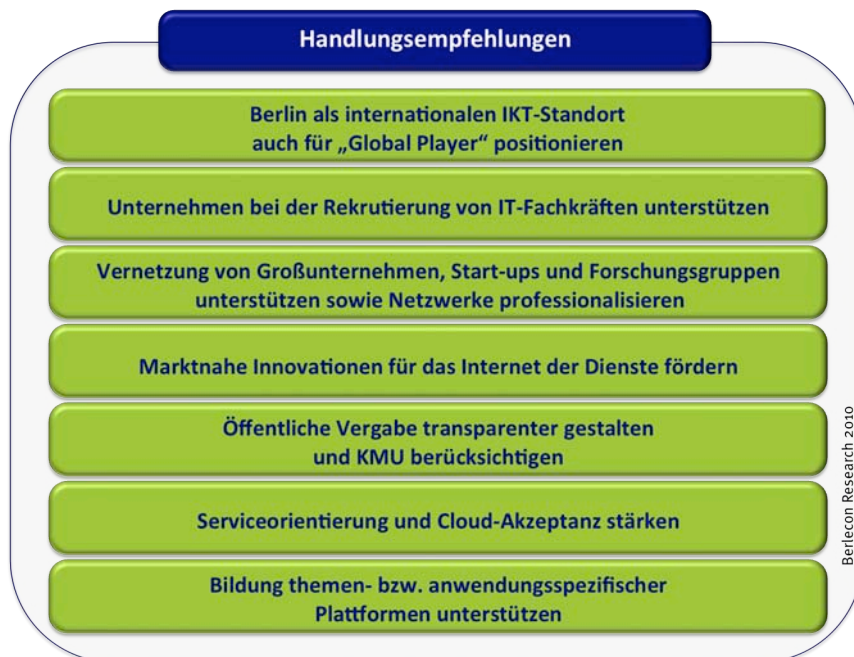 Handlungsempfehlungen
Berlin als internationalen IKT-Standort
auch für „Global Player“ positionieren
Unternehmen bei der Rekrutierung von IT-Fachkräften unterstützen
Vernetzung von Großunternehmen, Start-ups und Forschungsgruppen
unterstützen sowie Netzwerke professionalisieren
Marktnahe Innovationen für das Internet der Dienste fördern
Öffentliche Vergabe transparenter gestalten
und KMU berücksichtigen
Serviceorientierung und Cloud-Akzeptanz stärken
Bildung themen- bzw. anwendungsspezifischer
Plattformen unterstützen
Berlecon Research 2010